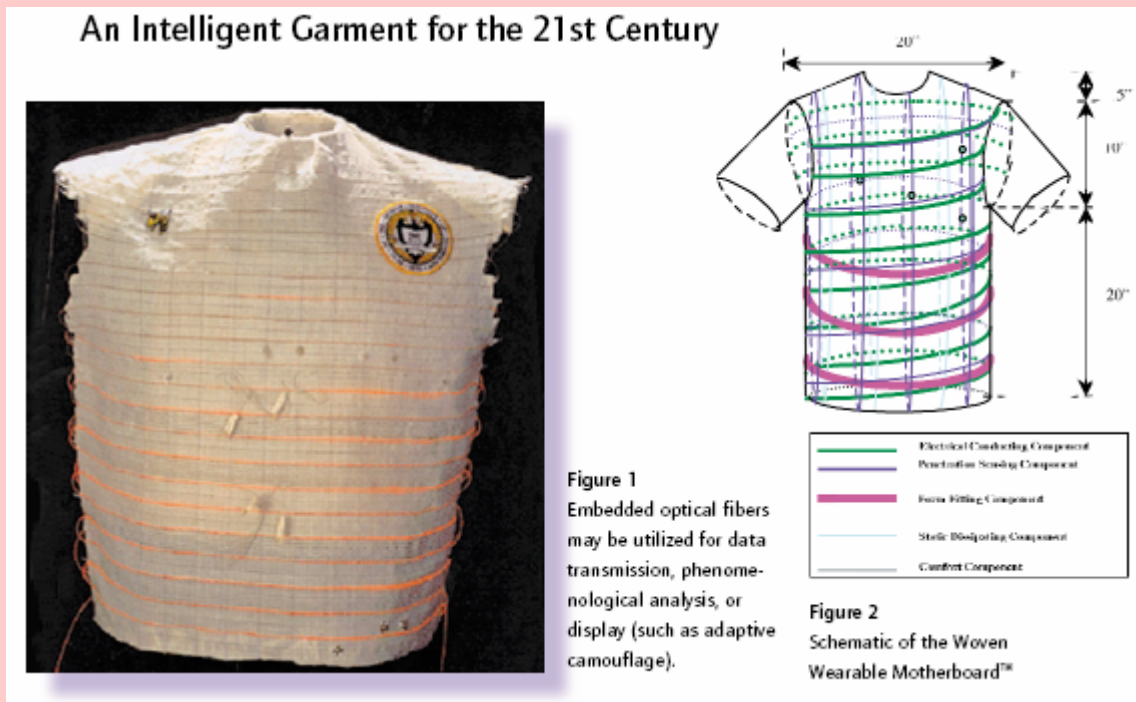 An Intelligent Garment for the 21st Century
Figure 1
Embedded optical fibers
may be utilized for data
transmission, phenome-
nological analysis, or
display (such as adaptive
camouflage).
20"
5"
10'
20"
Electrical Conducting Component
Penetration Sensing Component
Form Fitting Component
Static Dissipating Component
Comfort Component
Figure 2
Schematic of the Woven
Wearable Motherboard™